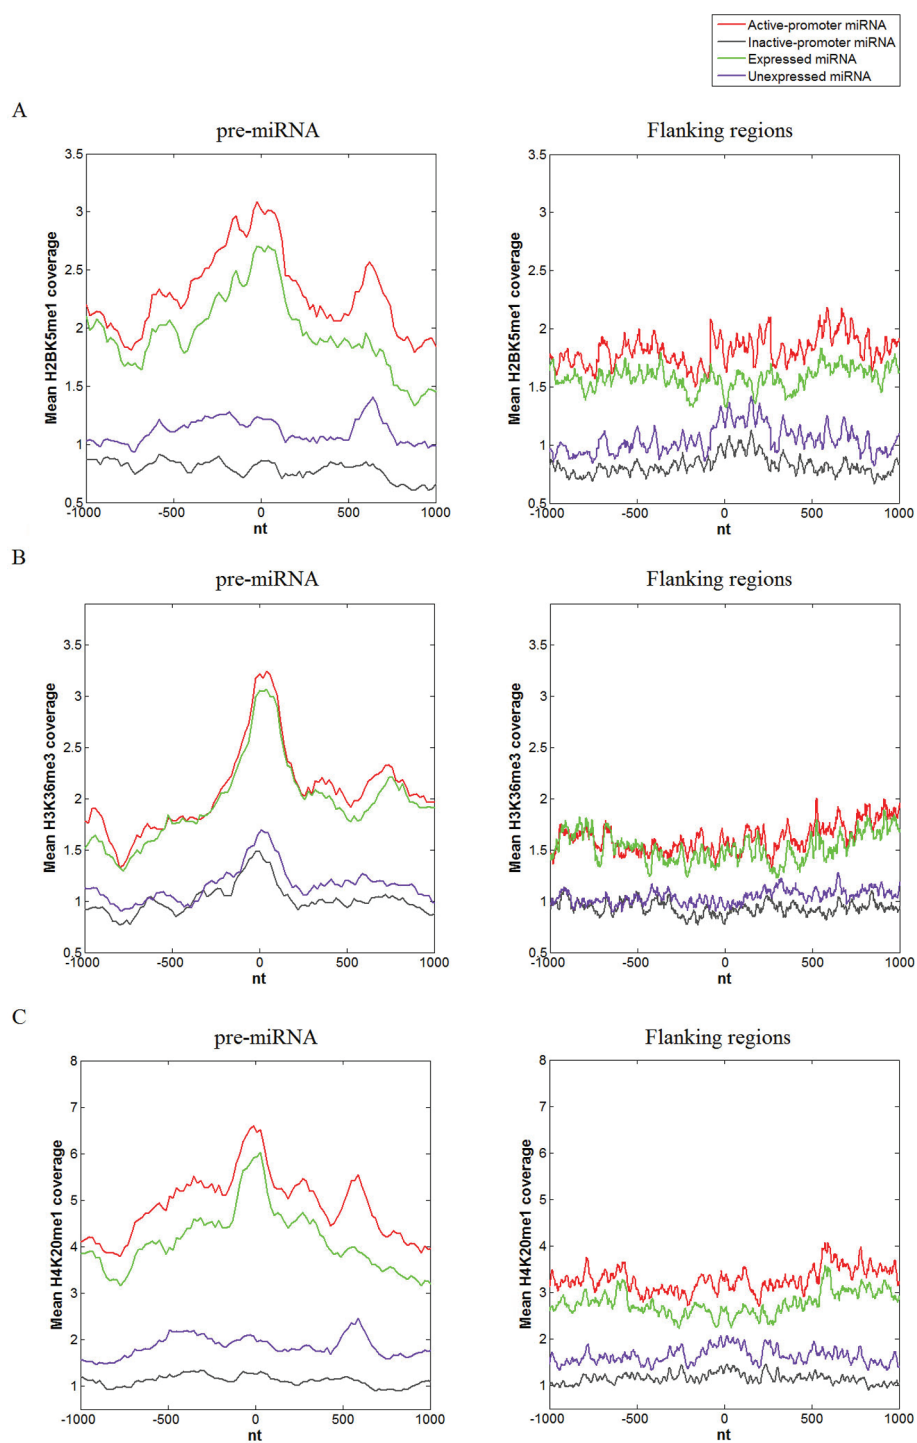 Active-promoter miRNA
Inactive-promoter miRNA
Expressed miRNA
Unexpressed miRNA
A
pre-miRNA
Flanking regions
3.5
3
2.5
2
1.5
1
0.5
Mean H2BK5me1 coverage
-1000
-500
0
500
1000
nt
3.5
3
2.5
2
1.5
1
0.5
Mean H2BK5me1 coverage
-1000
-500
0
500
1000
nt
B
pre-miRNA
Flanking regions
3.5
3
2.5
2
1.5
1
0.5
Mean H3K36me3 coverage
-1000
-500
0
500
1000
nt
3.5
3
2.5
2
1.5
1
0.5
Mean H3K36me3 coverage
-1000
-500
0
500
1000
nt
C
pre-miRNA
Flanking regions
8
7
6
5
4
3
2
1
Mean H4K20me1 coverage
-1000
-500
0
500
1000
nt
8
7
6
5
4
3
2
1
Mean H4K20me1 coverage
-1000
-500
0
500
1000
nt